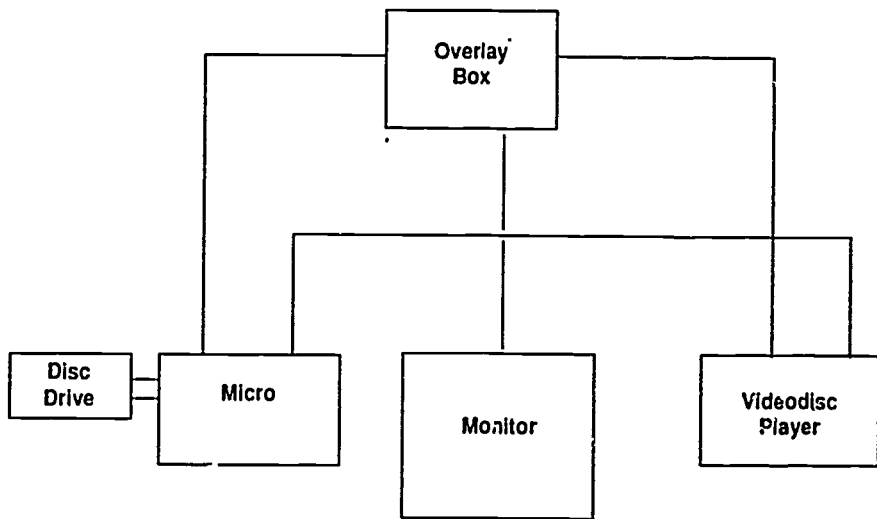 Overlay
Box
Disc
Drive
Micro
Monitor
Videodisc
Player